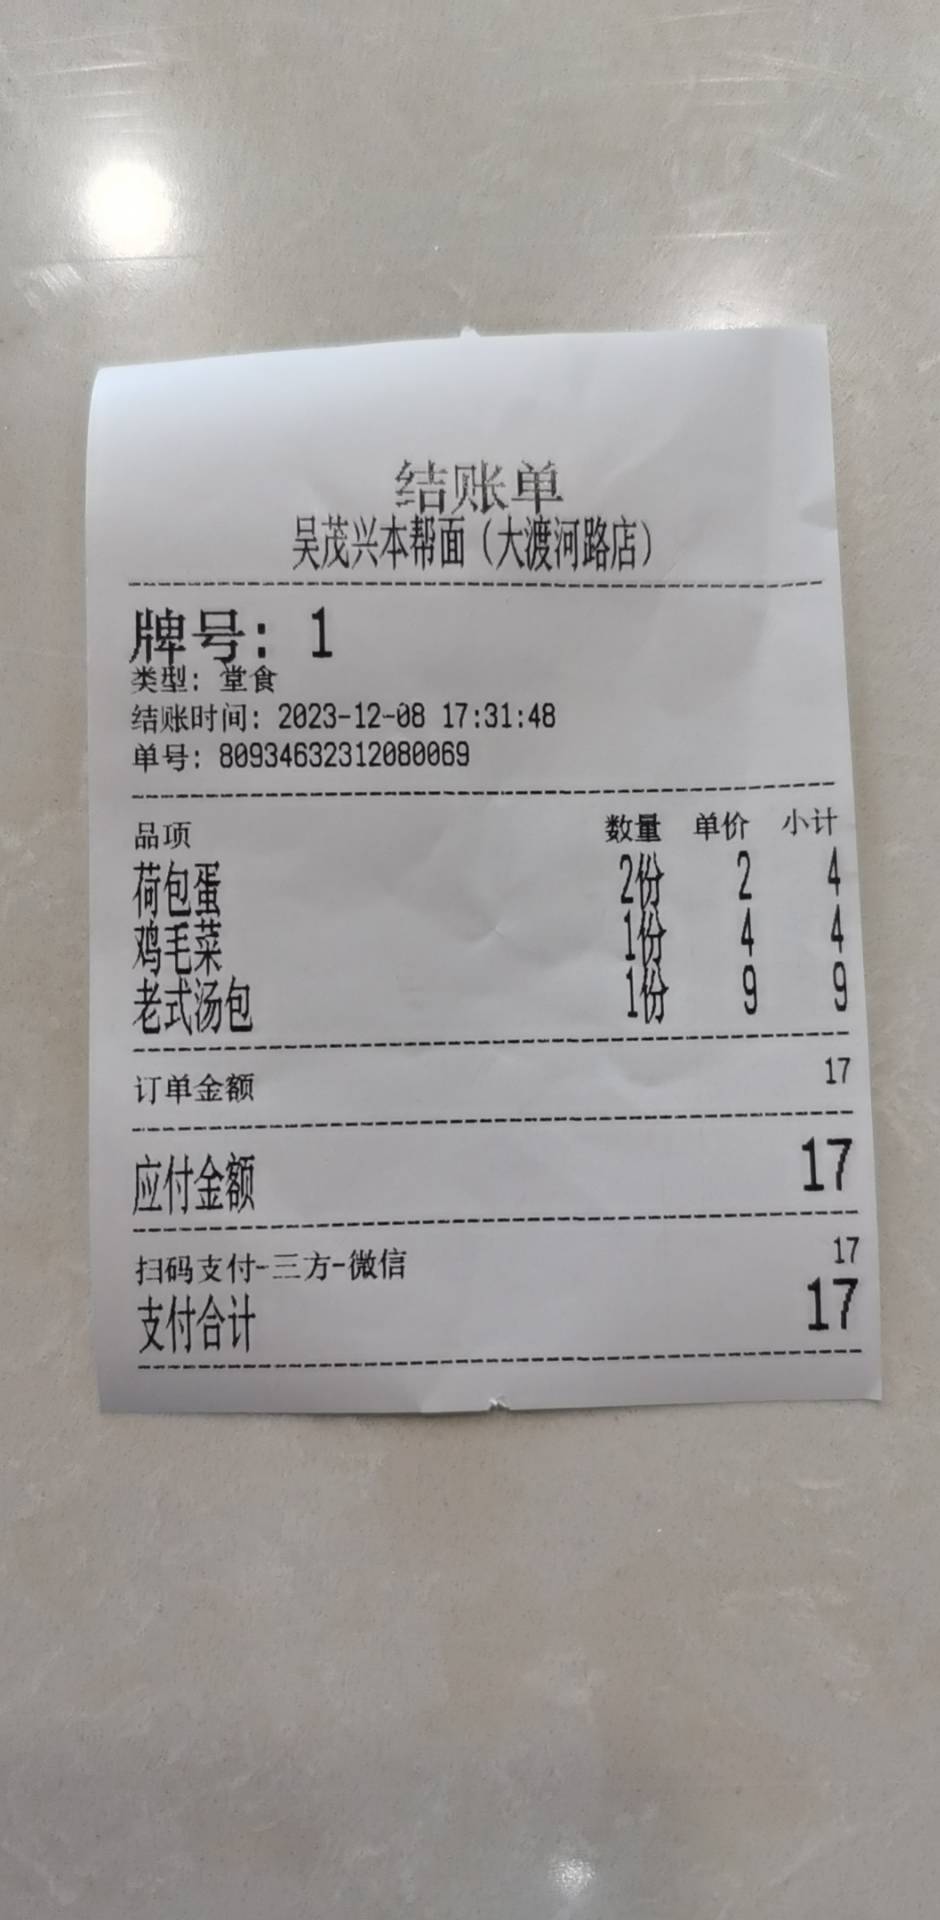 结账单
吴茂兴本帮面（大渡河路店）
牌号: 1
类型: 堂食
结账时间: 2023-12-08 17:31:48
单号: 80934632312080069
品项 数量 单价 小计
荷包蛋 2份 2 4
鸡毛菜 1份 4 4
老式汤包 1份 9 9
订单金额 17
应付金额 17
扫码支付-三方-微信 17
支付合计 17